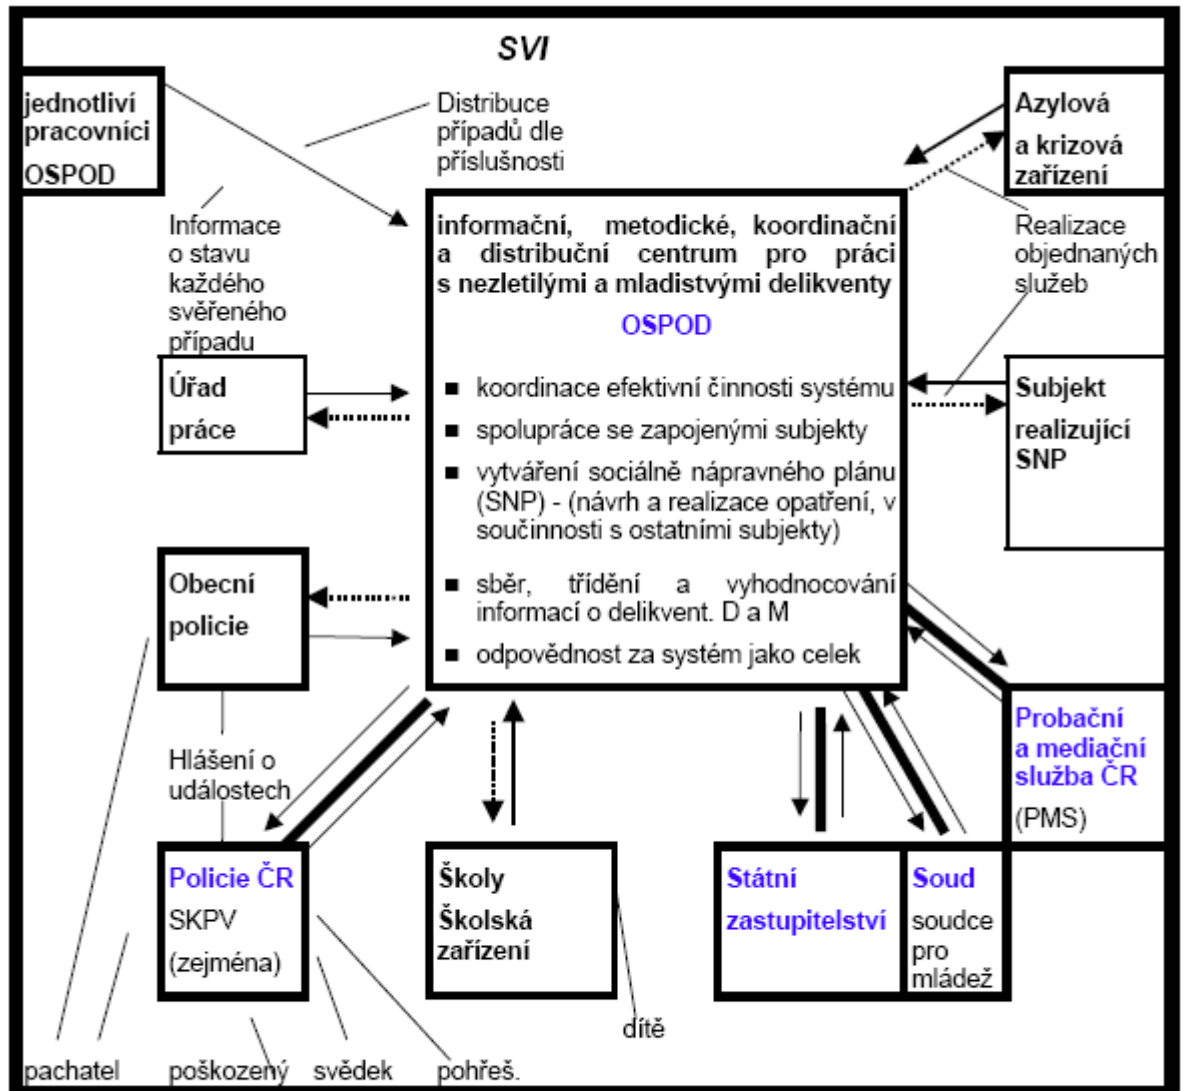 SVI
jednotliví
pracovníci
OSPOD
Distribuce
případů dle
příslušnosti
Azylová
a krizová
zařízení
Informace
o stavu
každého
svěřeného
případu
informační, metodické, koordinační
a distribuční centrum pro práci
s nezletilými a mladistvými delikventy
OSPOD
■ koordinace efektivní činnosti systému
■ spolupráce se zapojenými subjekty
■ vytváření sociálně nápravného plánu
(SNP) - (návrh a realizace opatření, v
součinnosti s ostatními subjekty)
■ sběr, třídění a vyhodnocování
informací o delikvent. D a M
■ odpovědnost za systém jako celek
Realizace
objednaných
služeb
Úřad
práce
Subjekt
realizující
SNP
Obecní
policie
Hlášení o
událostech
Probační
a mediační
služba ČR
(PMS)
Policie ČR
SKPV
(zejména)
Školy
Školská
zařízení
Státní
zastupitelství
Soud
soudce
pro
mládež
dítě
pachatel
poškozený
svědek
pohřeš.